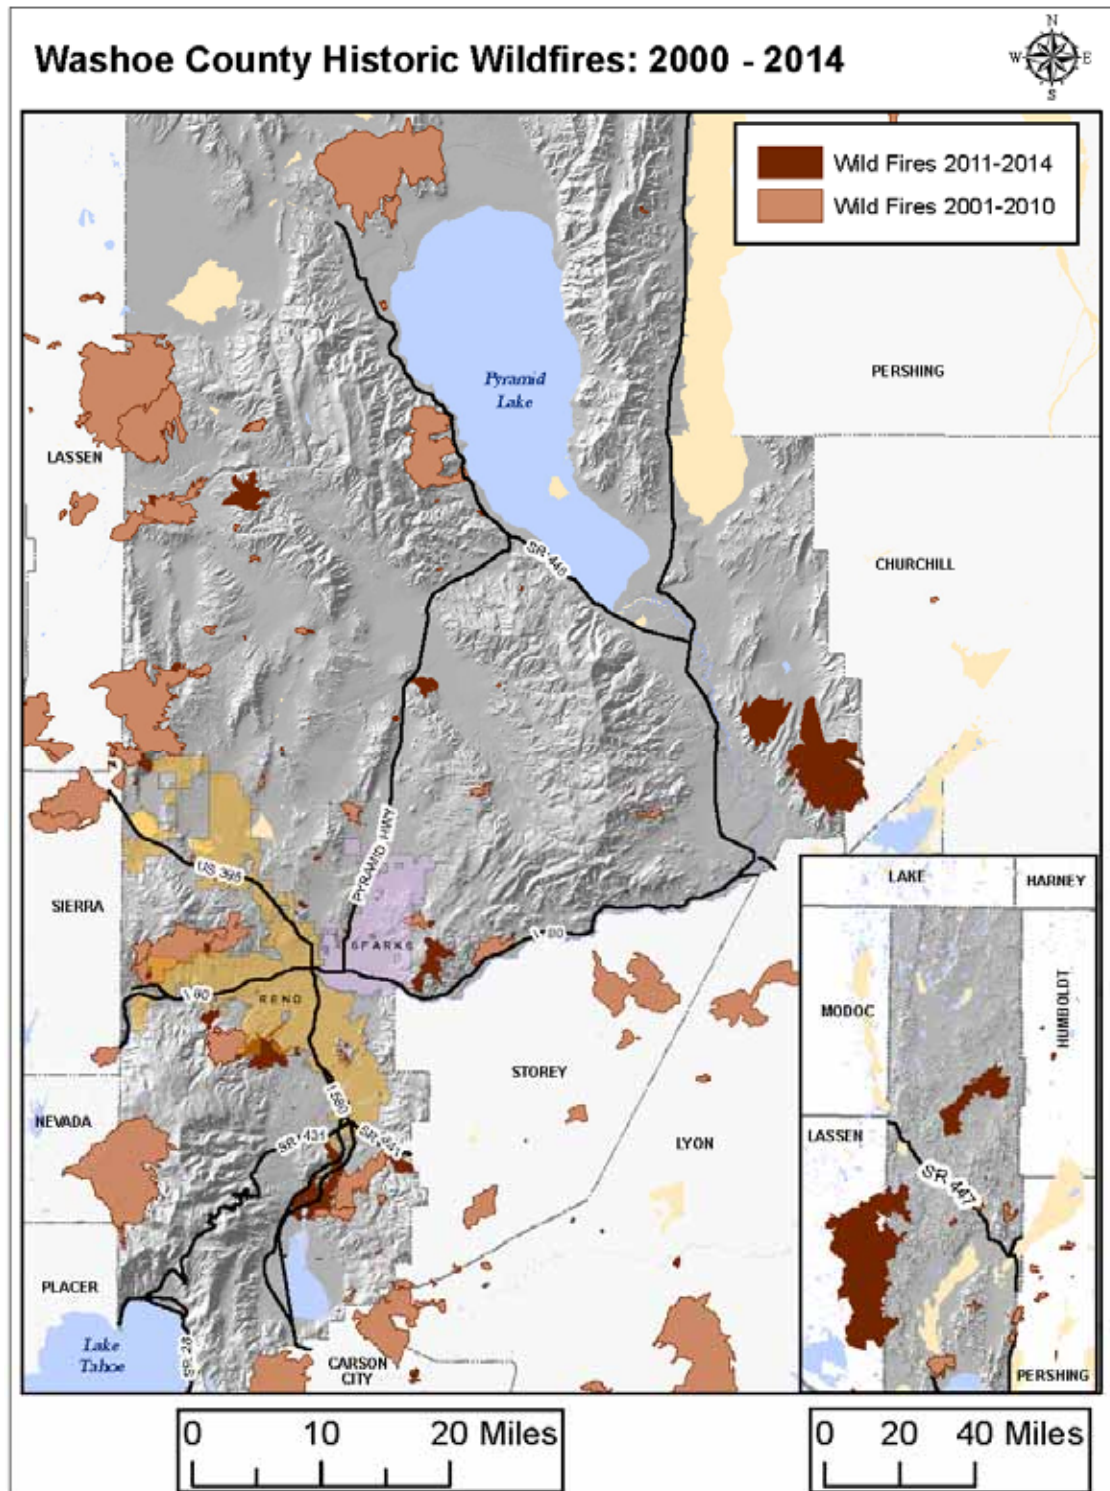 Washoe County Historic Wildfires: 2000 - 2014
N
W E
S
Wild Fires 2011-2014
Wild Fires 2001-2010
Pyramid
Lake
PERSHING
LASSEN
SR 445
CHURCHILL
PYRAMID HWY
US 395
SIERRA
SPARKS
I 80
I 80
RENO
STOREY
NEVADA
I 580
SR 431
SR 341
LYON
PLACER
Lake
Tahoe
SR 28
CARSON
CITY
LAKE
HARNEY
MODOC
HUMBOLDT
LASSEN
SR 447
PERSHING
0 10 20 Miles
0 20 40 Miles